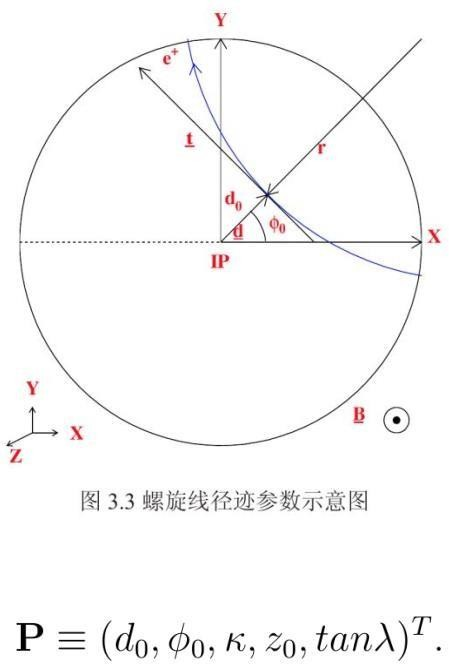 Y
e⁺
t
r
d₀
d
ϕ₀
X
IP
Y
X
Z
B
图 3.3 螺旋线径迹参数示意图
P ≡ (d₀, ϕ₀, κ, z₀, tanλ)ᵀ.